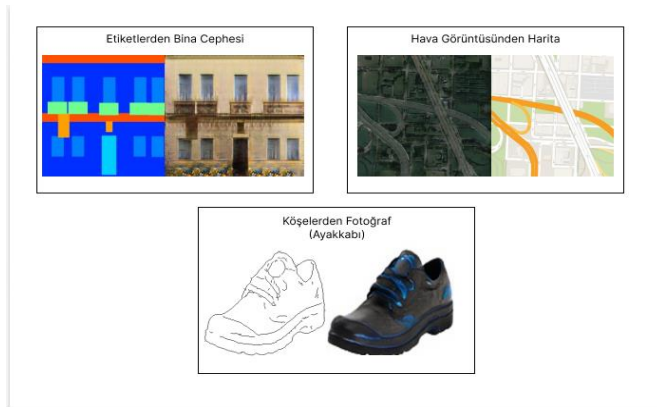 Etiketlerden Bina Cephesi
Hava Görüntüsünden Harita
Köşelerden Fotoğraf
(Ayakkabı)